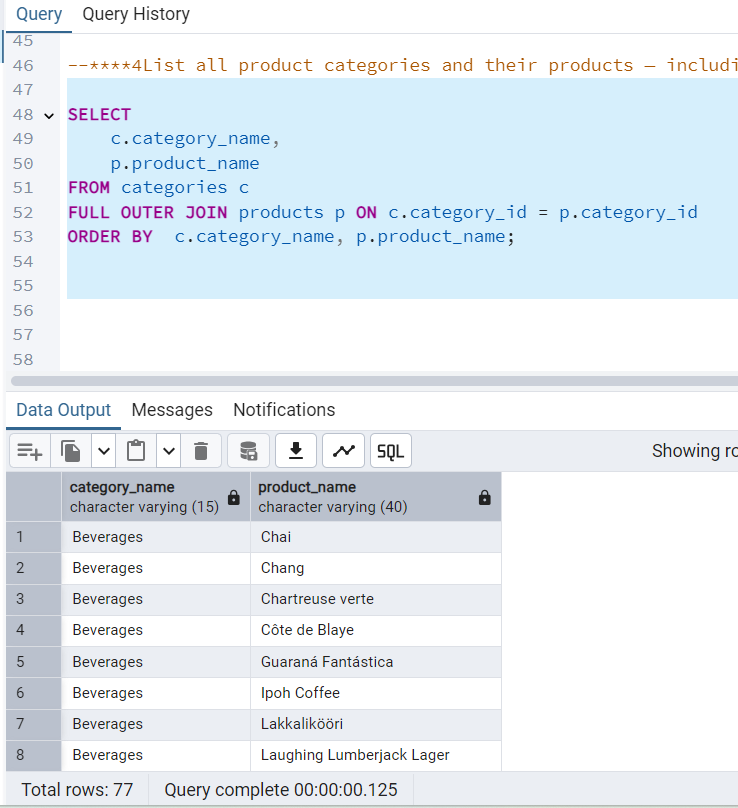 Query Query History
45
46 --****4List all product categories and their products – includi
47
48 SELECT
49 c.category_name,
50 p.product_name
51 FROM categories c
52 FULL OUTER JOIN products p ON c.category_id = p.category_id
53 ORDER BY  c.category_name, p.product_name;
54
55
56
57
58
Data Output Messages Notifications
SQL Showing ro
category_name product_name
character varying (15) character varying (40)
1 Beverages Chai
2 Beverages Chang
3 Beverages Chartreuse verte
4 Beverages Côte de Blaye
5 Beverages Guaraná Fantástica
6 Beverages Ipoh Coffee
7 Beverages Lakkalikööri
8 Beverages Laughing Lumberjack Lager
Total rows: 77 Query complete 00:00:00.125